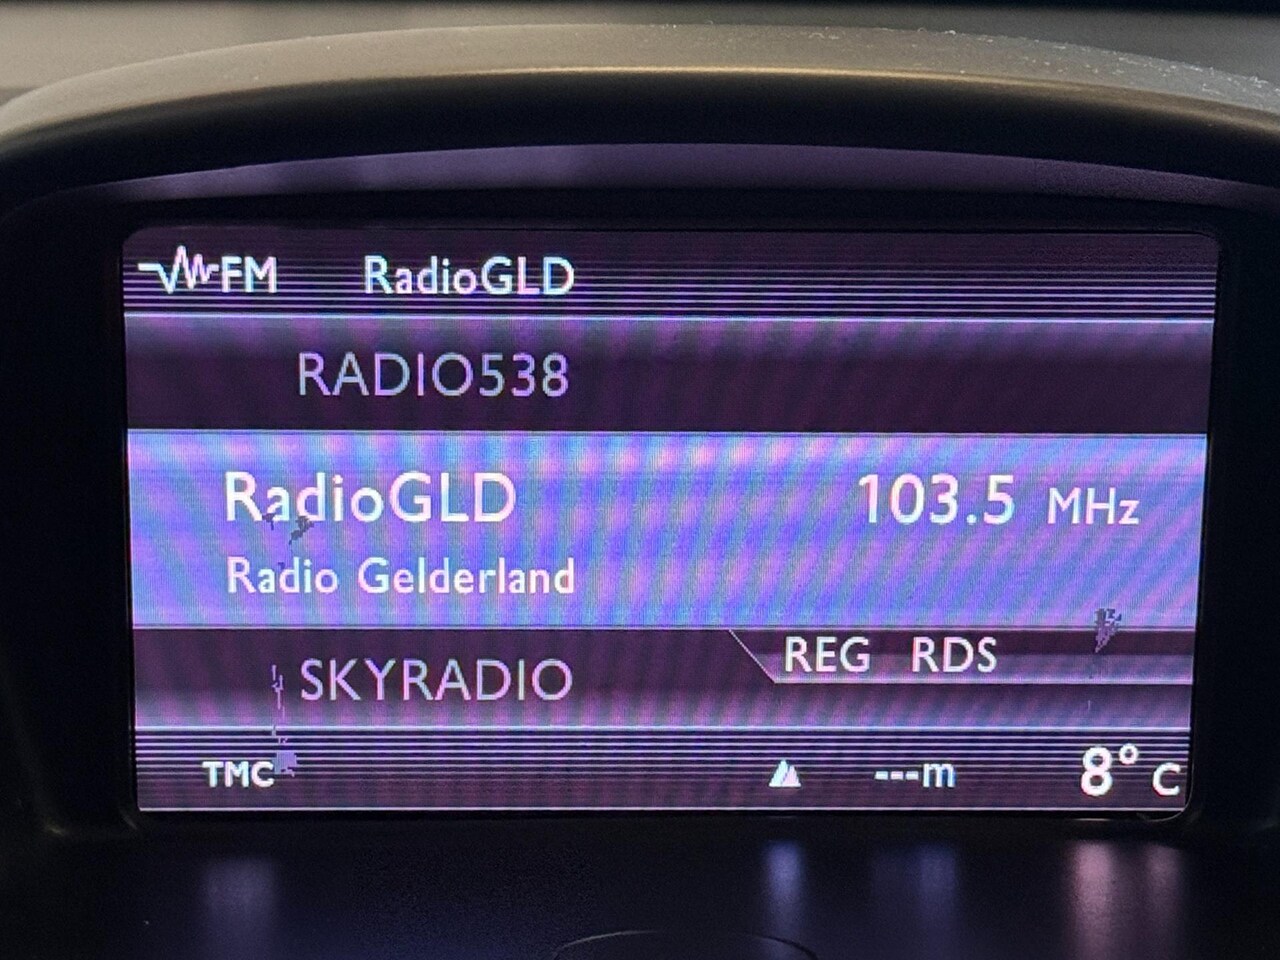 FM RadioGLD
RADIO538
RadioGLD 103.5 MHz
Radio Gelderland
REG RDS
SKYRADIO
TMC ---m 8° C